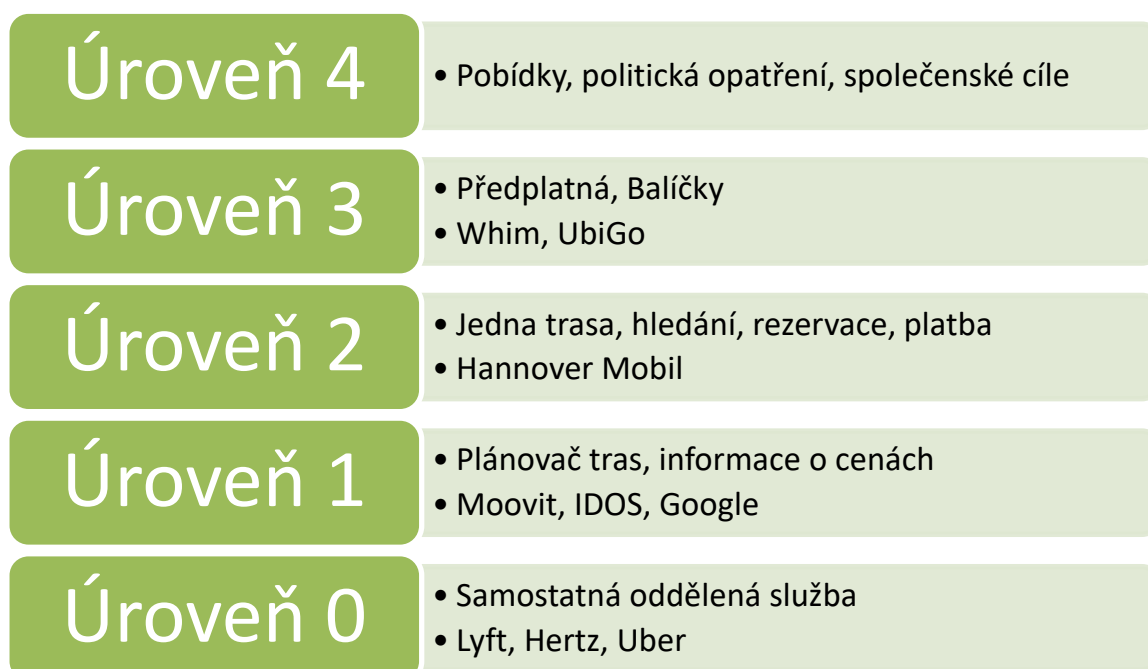 Úroveň 4
• Pobídky, politická opatření, společenské cíle
Úroveň 3
• Předplatná, Balíčky
• Whim, UbiGo
Úroveň 2
• Jedna trasa, hledání, rezervace, platba
• Hannover Mobil
Úroveň 1
• Plánovač tras, informace o cenách
• Moovit, IDOS, Google
Úroveň 0
• Samostatná oddělená služba
• Lyft, Hertz, Uber